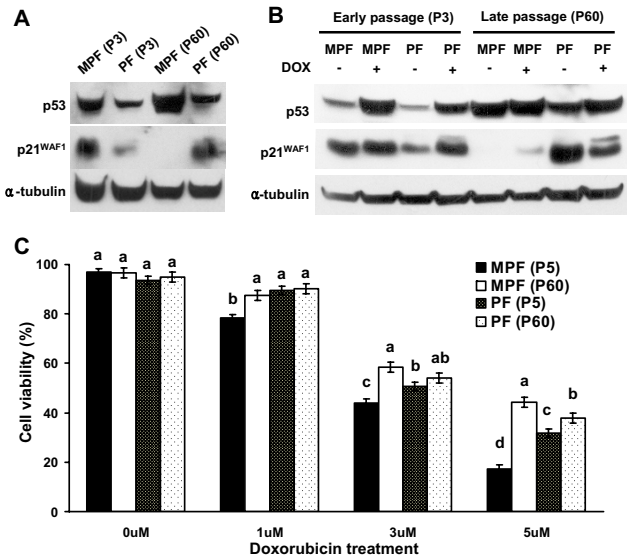 A
MPF (P3)
PF (P3)
MPF (P60)
PF (P60)
p53
p21WAF1
α-tubulin
B
Early passage (P3) Late passage (P60)
MPF MPF PF PF MPF MPF PF PF
DOX - + - + - + - +
p53
p21WAF1
α-tubulin
C
Cell viability (%)
100
80
60
40
20
0
a a a a
b a a a
c a b ab
d a c b
MPF (P5)
MPF (P60)
PF (P5)
PF (P60)
0uM 1uM 3uM 5uM
Doxorubicin treatment